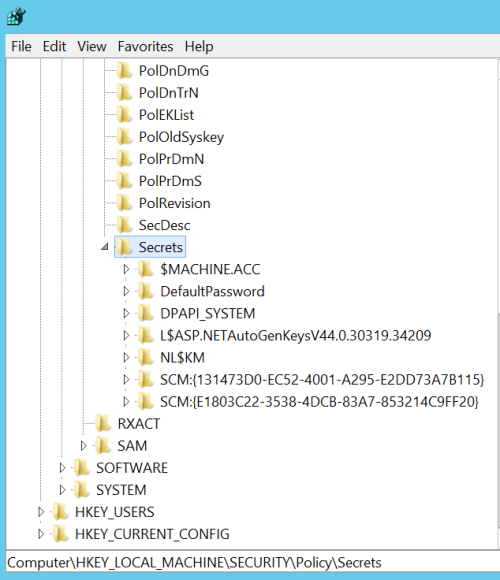 File Edit View Favorites Help
PolDnDmG
PolDnTrN
PolEKList
PolOldSyskey
PolPrDmN
PolPrDmS
PolRevision
SecDesc
Secrets
$MACHINE.ACC
DefaultPassword
DPAPI_SYSTEM
L$ASP.NETAutoGenKeysV44.0.30319.34209
NL$KM
SCM:{131473D0-EC52-4001-A295-E2DD73A7B115}
SCM:{E1803C22-3538-4DCB-83A7-853214C9FF20}
RXACT
SAM
SOFTWARE
SYSTEM
HKEY_USERS
HKEY_CURRENT_CONFIG
Computer\HKEY_LOCAL_MACHINE\SECURITY\Policy\Secrets